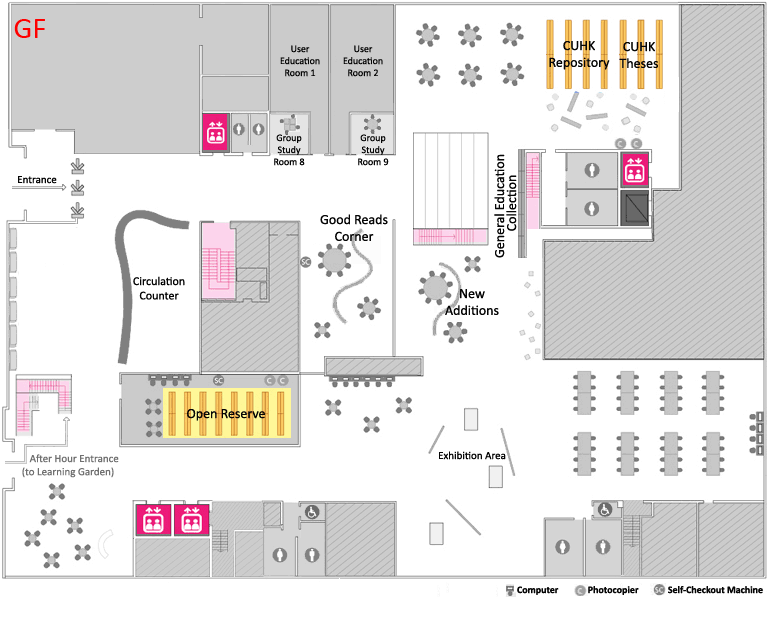 GF
User
Education
Room 1
User
Education
Room 2
CUHK
Repository
CUHK
Theses
Group
Study
Room 8
Group
Study
Room 9
C C
Entrance
General Education
Collection
Good Reads
Corner
SC
Circulation
Counter
New
Additions
SC
C C
Open Reserve
After Hour Entrance
(to Learning Garden)
Exhibition Area
Computer
C Photocopier
SC Self-Checkout Machine